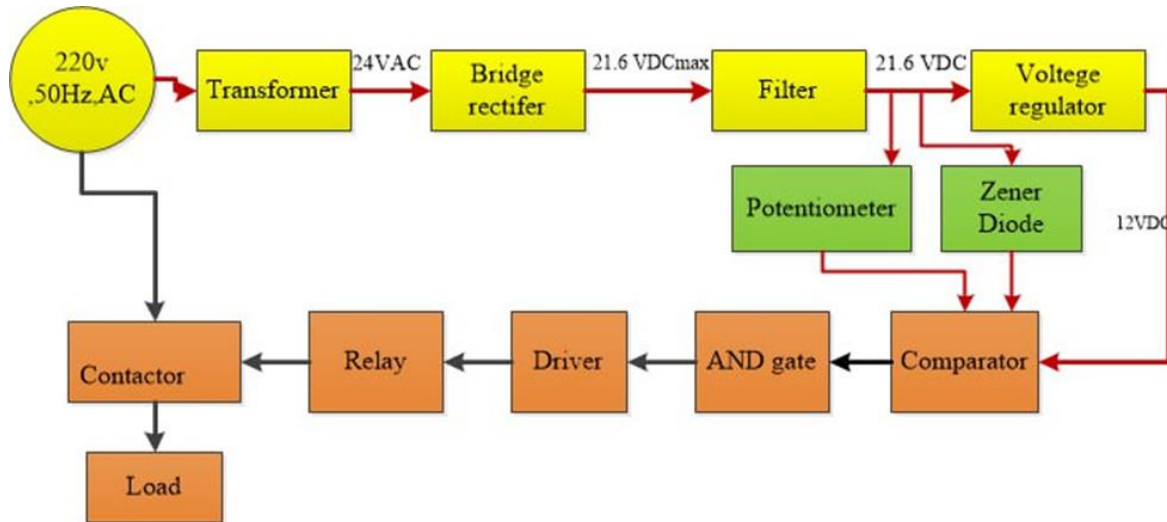 220v
,50Hz,AC
Transformer
24VAC
Bridge
rectifer
21.6 VDCmax
Filter
21.6 VDC
Voltege
regulator
Potentiometer
Zener
Diode
12VDC
Contactor
Relay
Driver
AND gate
Comparator
Load